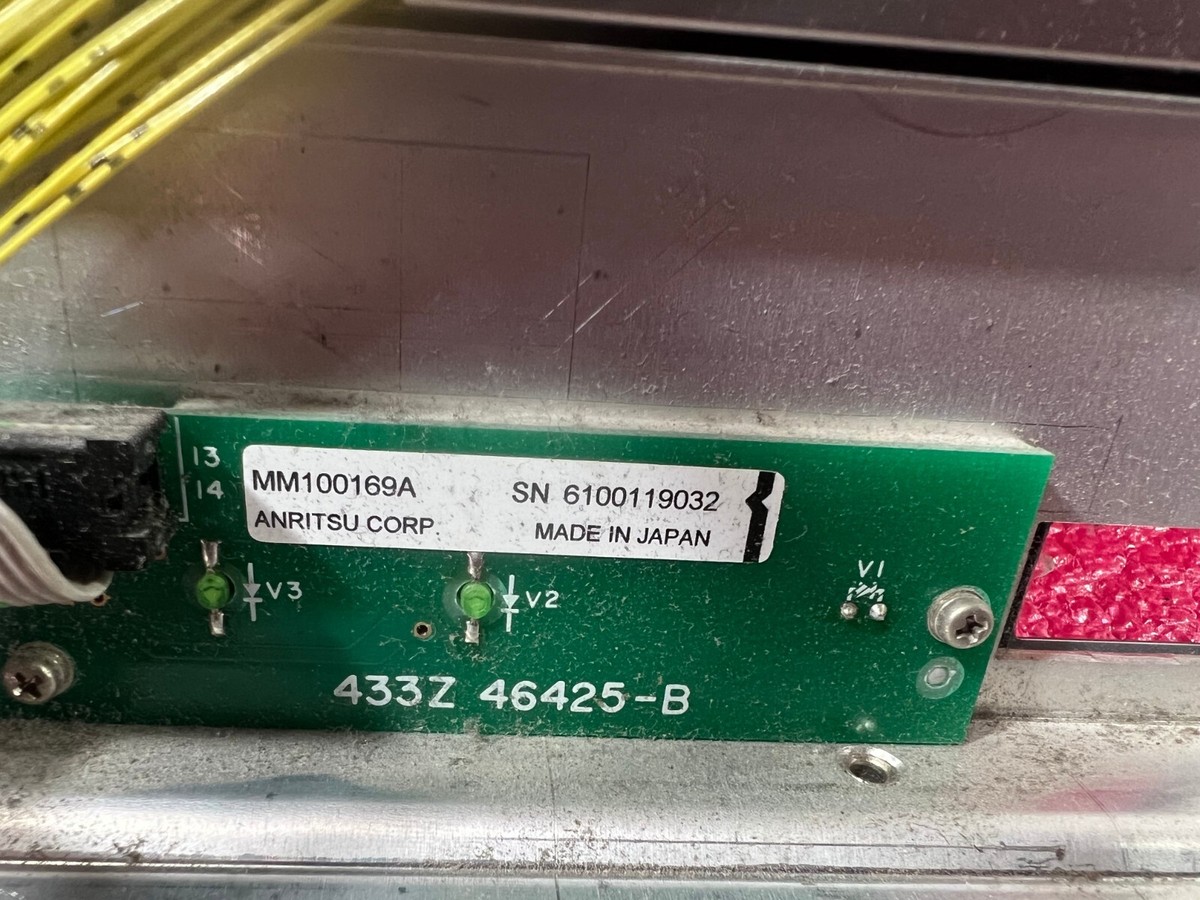 13
14
MM100169A SN 6100119032
ANRITSU CORP. MADE IN JAPAN
V3
V2
V1
433Z 46425-B